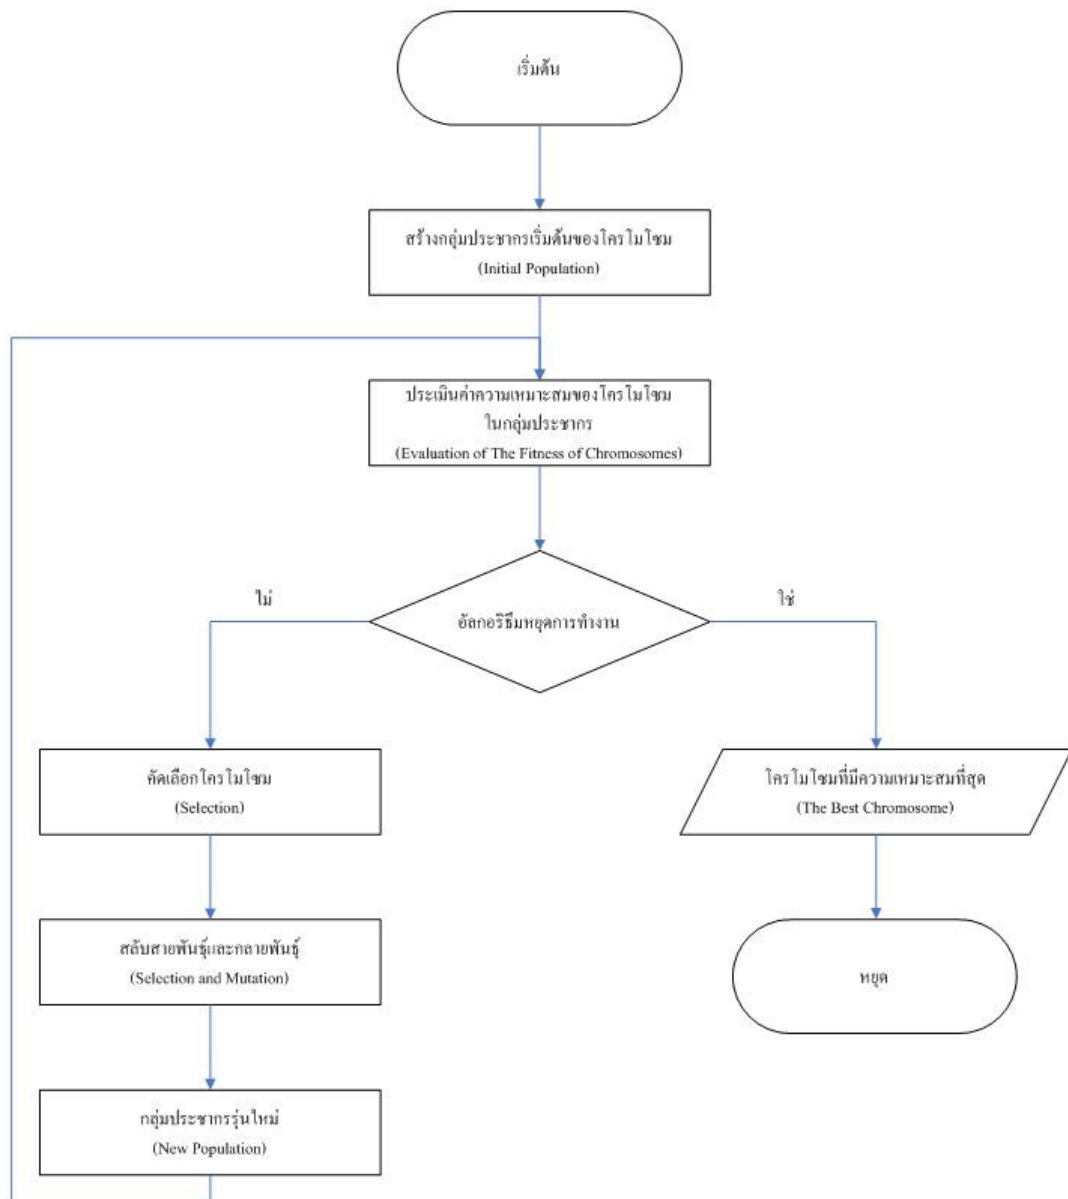 เริ่มต้น
สร้างกลุ่มประชากรเริ่มต้นของโครโมโซม
(Initial Population)
ประเมินค่าความเหมาะสมของโครโมโซม
ในกลุ่มประชากร
(Evaluation of The Fitness of Chromosomes)
ไม่
ใช่
อัลกอริธึมหยุดการทำงาน
คัดเลือกโครโมโซม
(Selection)
โครโมโซมที่มีความเหมาะสมที่สุด
(The Best Chromosome)
สลับสายพันธุ์และกลายพันธุ์
(Selection and Mutation)
หยุด
กลุ่มประชากรรุ่นใหม่
(New Population)